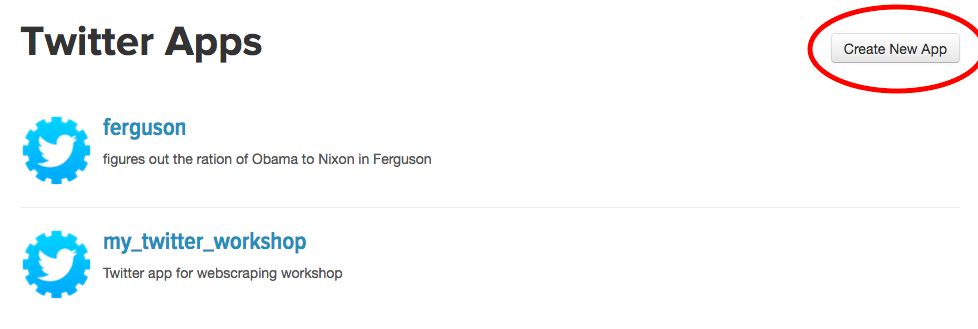 Twitter Apps
Create New App
ferguson
figures out the ration of Obama to Nixon in Ferguson
my_twitter_workshop
Twitter app for webscraping workshop